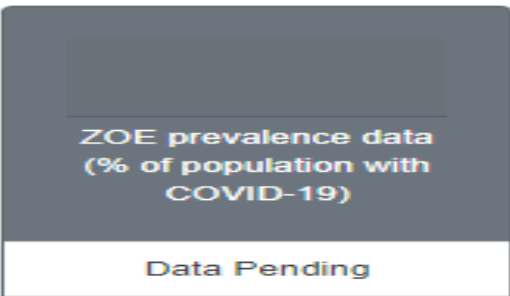 ZOE prevalence data
(% of population with
COVID-19)
Data Pending